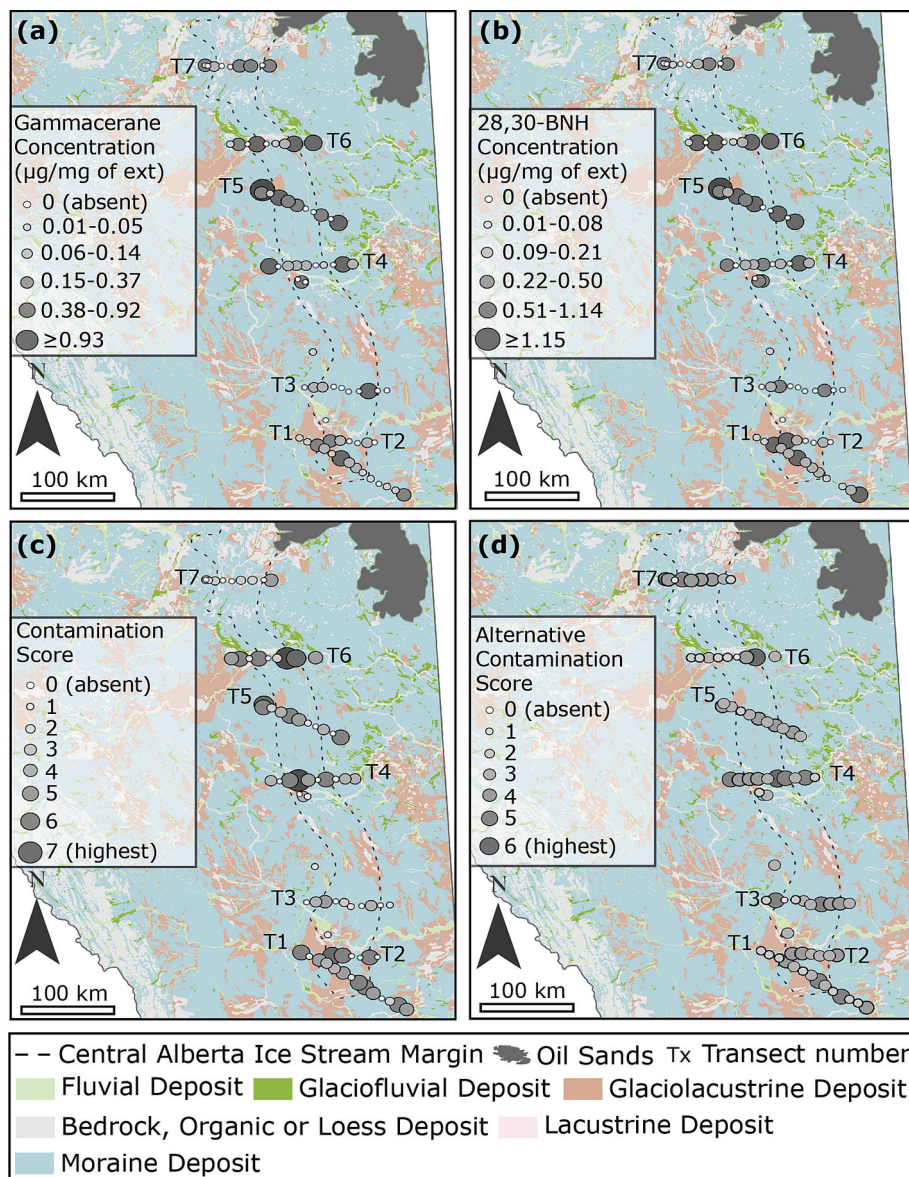 (a)
T7
Gammacerane
Concentration
(µg/mg of ext)
0 (absent)
0.01-0.05
0.06-0.14
0.15-0.37
0.38-0.92
≥0.93
T6
T5
T4
T3
T1
T2
N
100 km
(b)
T7
28,30-BNH
Concentration
(µg/mg of ext)
0 (absent)
0.01-0.08
0.09-0.21
0.22-0.50
0.51-1.14
≥1.15
T6
T5
T4
T3
T1
T2
N
100 km
(c)
T7
Contamination
Score
0 (absent)
1
2
3
4
5
6
7 (highest)
T6
T5
T4
T3
T1
T2
N
100 km
(d)
T7
Alternative
Contamination
Score
0 (absent)
1
2
3
4
5
6 (highest)
T6
T5
T4
T3
T1
T2
N
100 km
Central Alberta Ice Stream Margin Oil Sands Tx Transect number
Fluvial Deposit Glaciofluvial Deposit Glaciolacustrine Deposit
Bedrock, Organic or Loess Deposit Lacustrine Deposit
Moraine Deposit